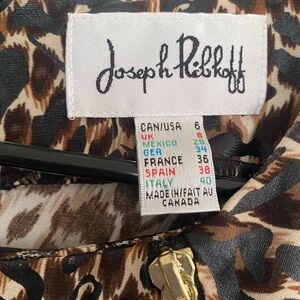 Joseph Ribkoff
CAN/USA 6
UK 8
MEXICO 26
GER 34
FRANCE 36
SPAIN 38
ITALY 40
MADE IN/FAIT AU
CANADA